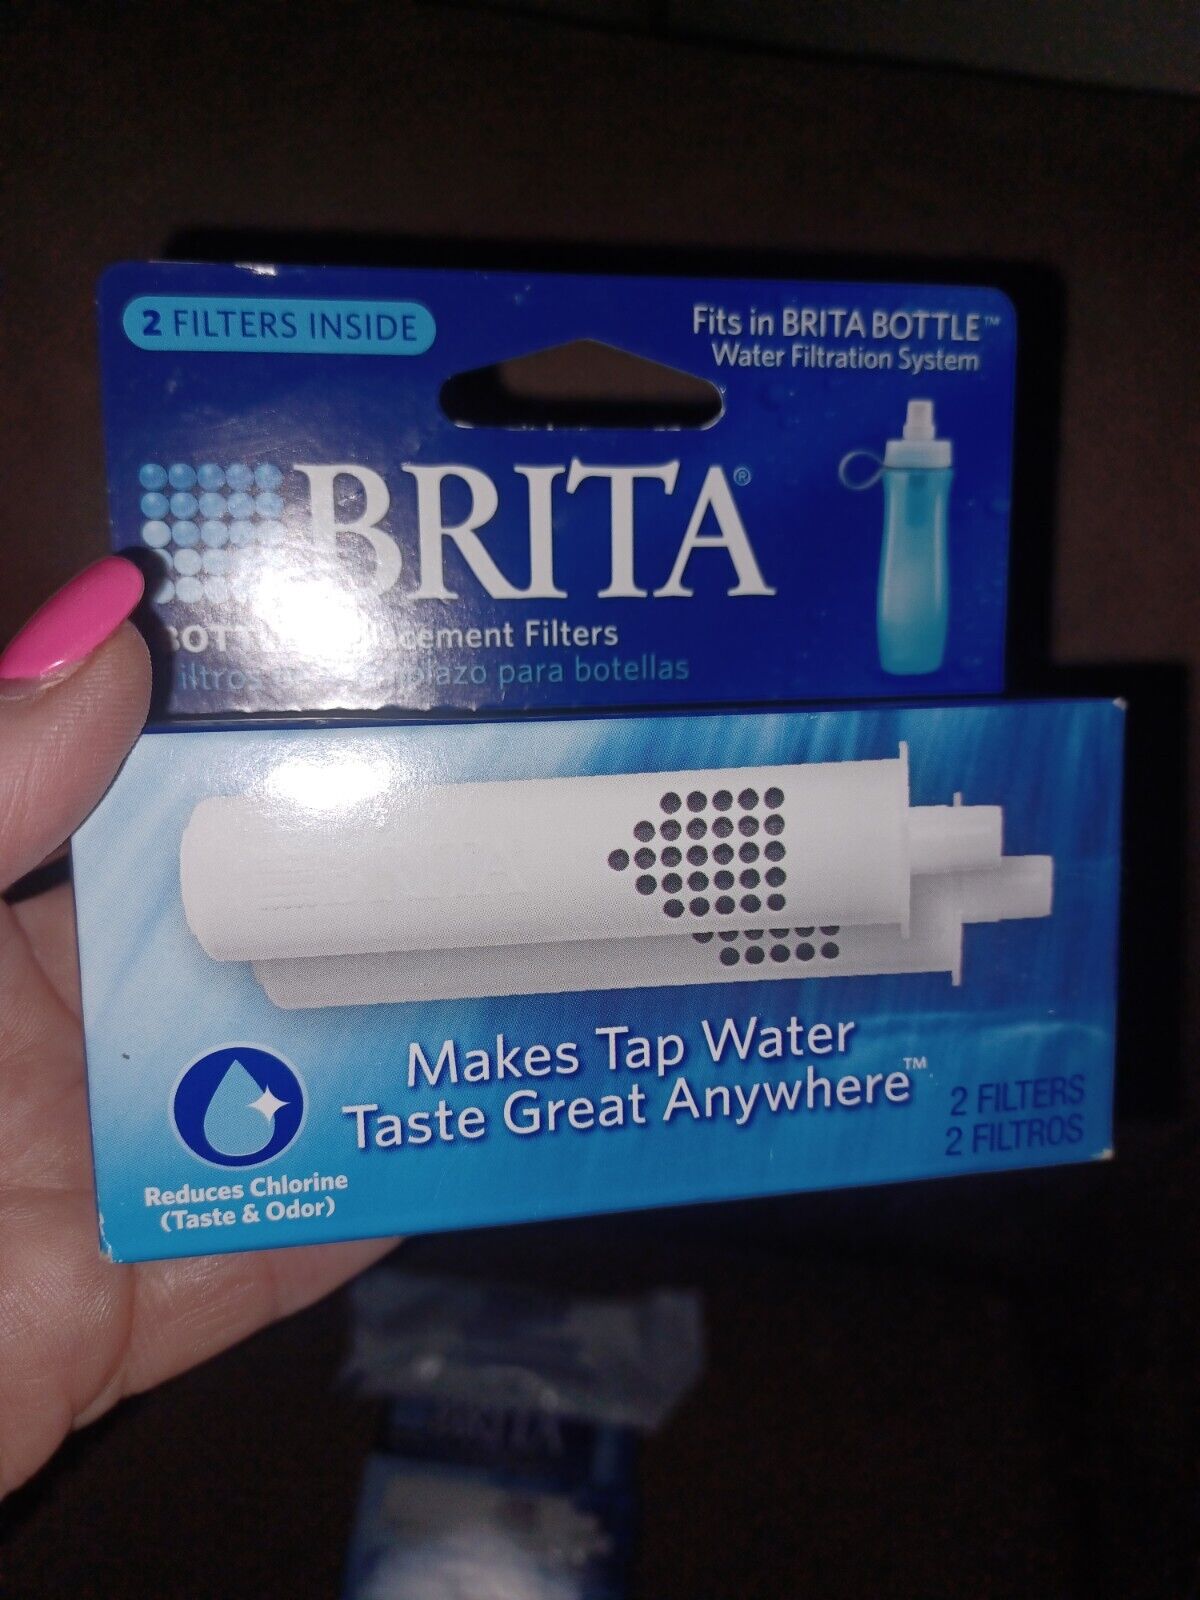 2 FILTERS INSIDE
Fits in BRITA BOTTLE™
Water Filtration System
BRITA®
Filters
para botellas
Makes Tap Water
Taste Great Anywhere™
Reduces Chlorine
(Taste & Odor)
2 FILTERS
2 FILTROS
BRITA